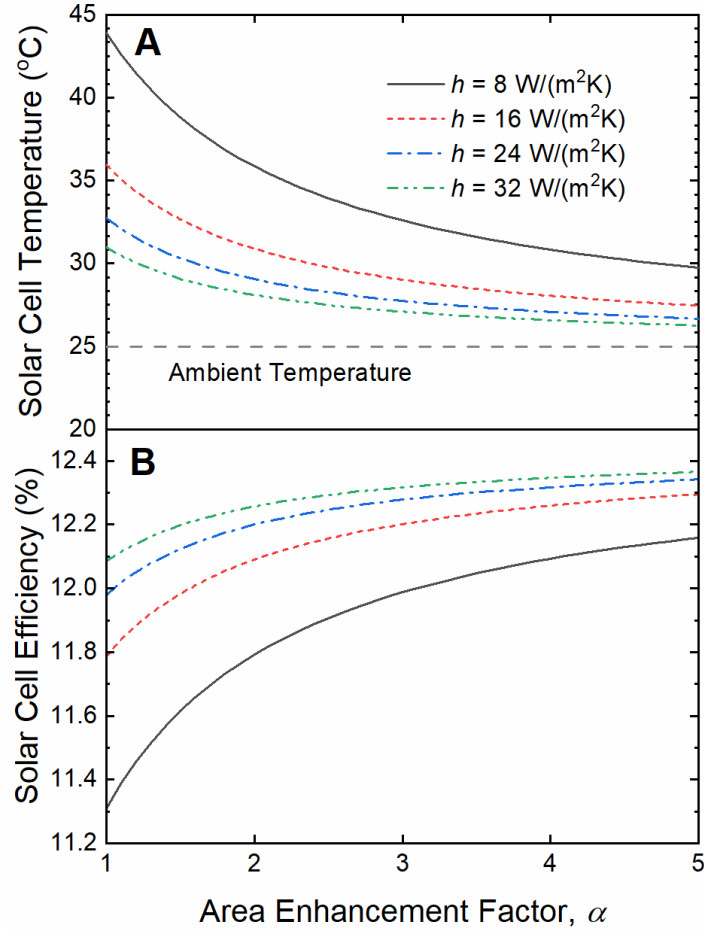 A
Solar Cell Temperature (°C)
45
40
35
30
25
20
h = 8 W/(m²K)
h = 16 W/(m²K)
h = 24 W/(m²K)
h = 32 W/(m²K)
Ambient Temperature
B
Solar Cell Efficiency (%)
12.4
12.2
12.0
11.8
11.6
11.4
11.2
1 2 3 4 5
Area Enhancement Factor, α